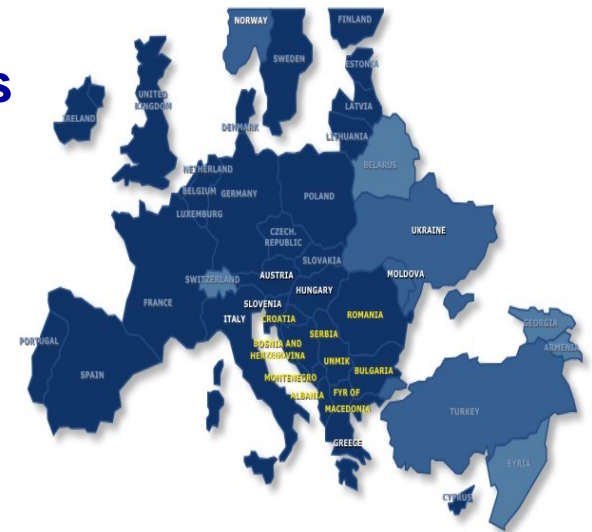 s
NORWAY
FINLAND
SWEDEN
ESTONIA
UNITED
KINGDOM
LATVIA
IRELAND
DENMARK
LITHUANIA
BELARUS
NETHERLAND
BELGIUM
GERMANY
POLAND
LUXEMBURG
CZECH.
REPUBLIC
UKRAINE
SLOVAKIA
SWITZERLAND
AUSTRIA
MOLDOVA
HUNGARY
FRANCE
SLOVENIA
ITALY
CROATIA
ROMANIA
GEORGIA
SERBIA
PORTUGAL
BOSNIA AND
HERZEGOVINA
ARMENIA
UNMIK
SPAIN
BULGARIA
MONTENEGRO
ALBANIA
FYR OF
MACEDONIA
TURKEY
GREECE
SYRIA
CYPRUS